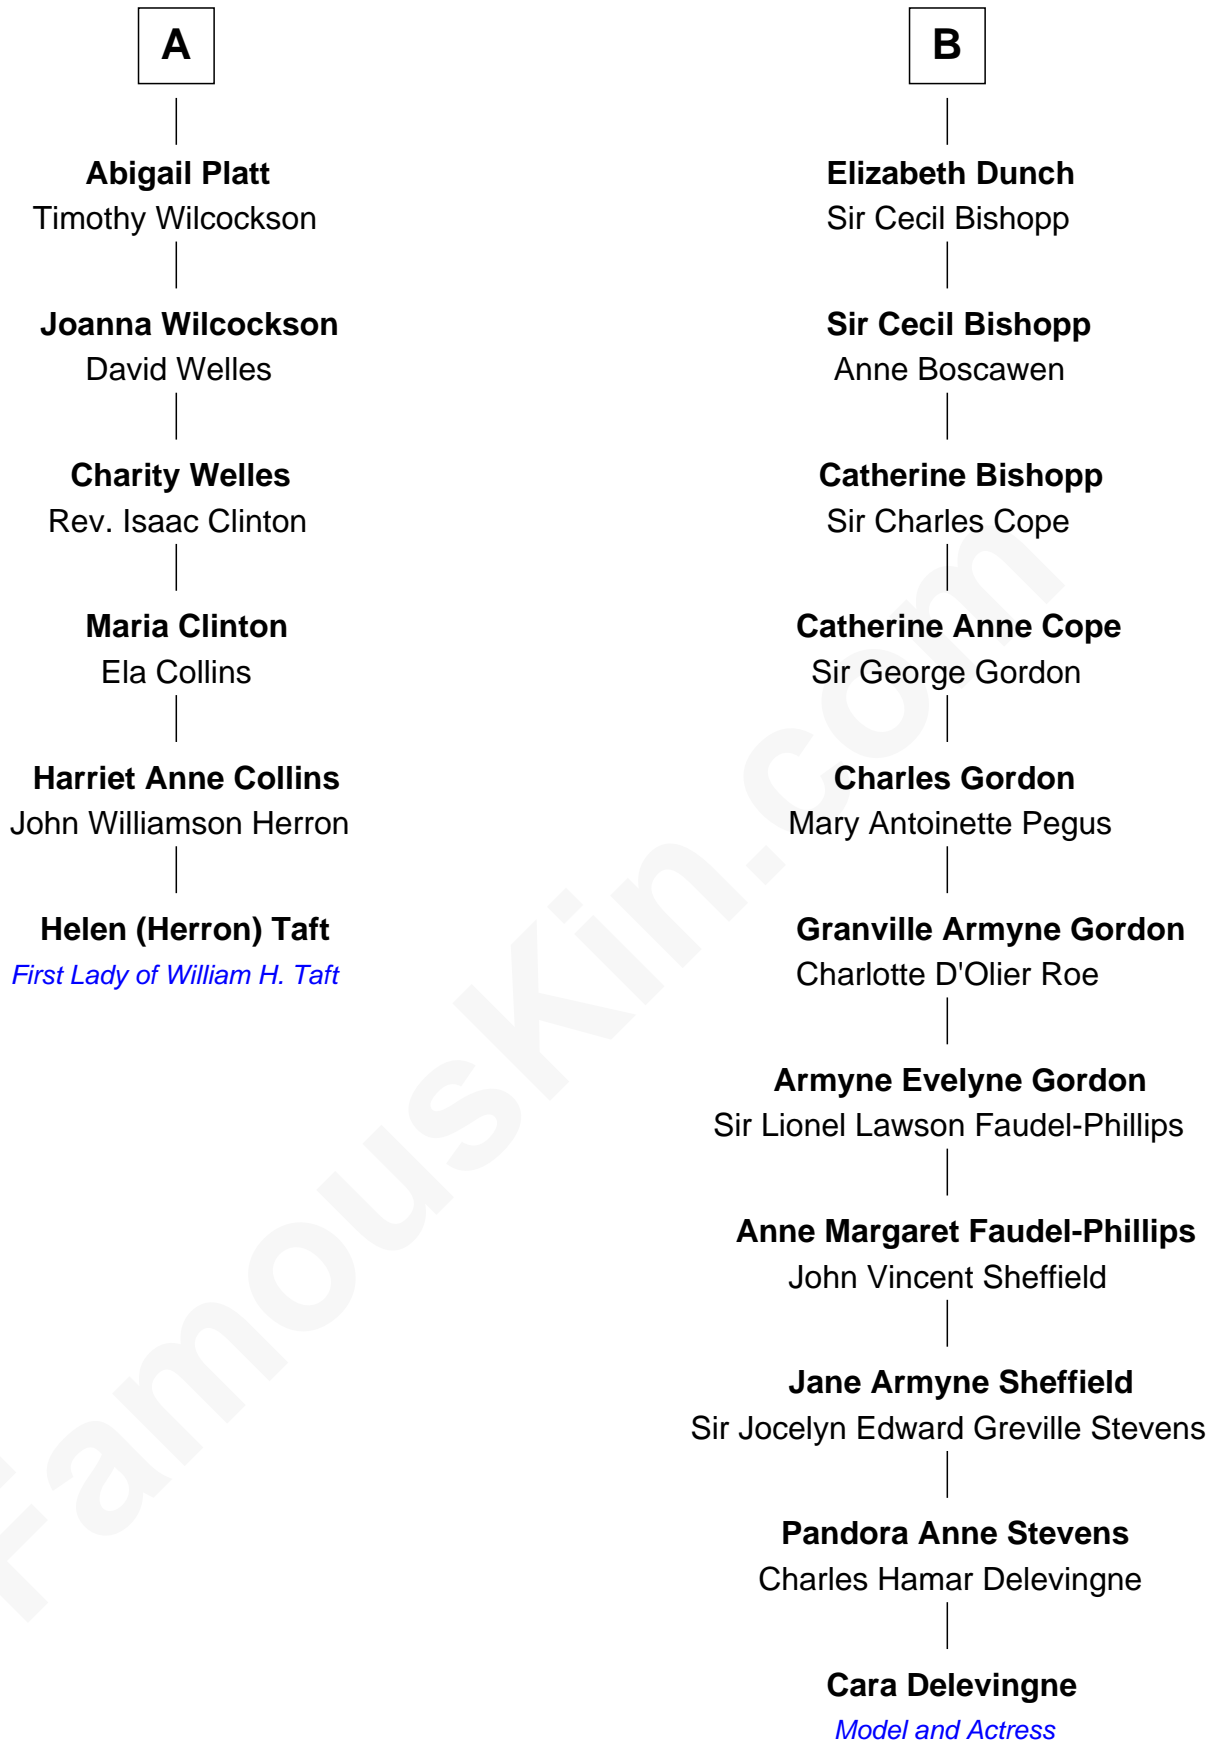 A
Abigail Platt
Timothy Wilcockson
Joanna Wilcockson
David Welles
Charity Welles
Rev. Isaac Clinton
Maria Clinton
Ela Collins
Harriet Anne Collins
John Williamson Herron
Helen (Herron) Taft
First Lady of William H. Taft
B
Elizabeth Dunch
Sir Cecil Bishopp
Sir Cecil Bishopp
Anne Boscawen
Catherine Bishopp
Sir Charles Cope
Catherine Anne Cope
Sir George Gordon
Charles Gordon
Mary Antoinette Pegus
Granville Armyne Gordon
Charlotte D'Olier Roe
Armyne Evelyne Gordon
Sir Lionel Lawson Faudel-Phillips
Anne Margaret Faudel-Phillips
John Vincent Sheffield
Jane Armyne Sheffield
Sir Jocelyn Edward Greville Stevens
Pandora Anne Stevens
Charles Hamar Delevingne
Cara Delevingne
Model and Actress
FamousKin.com